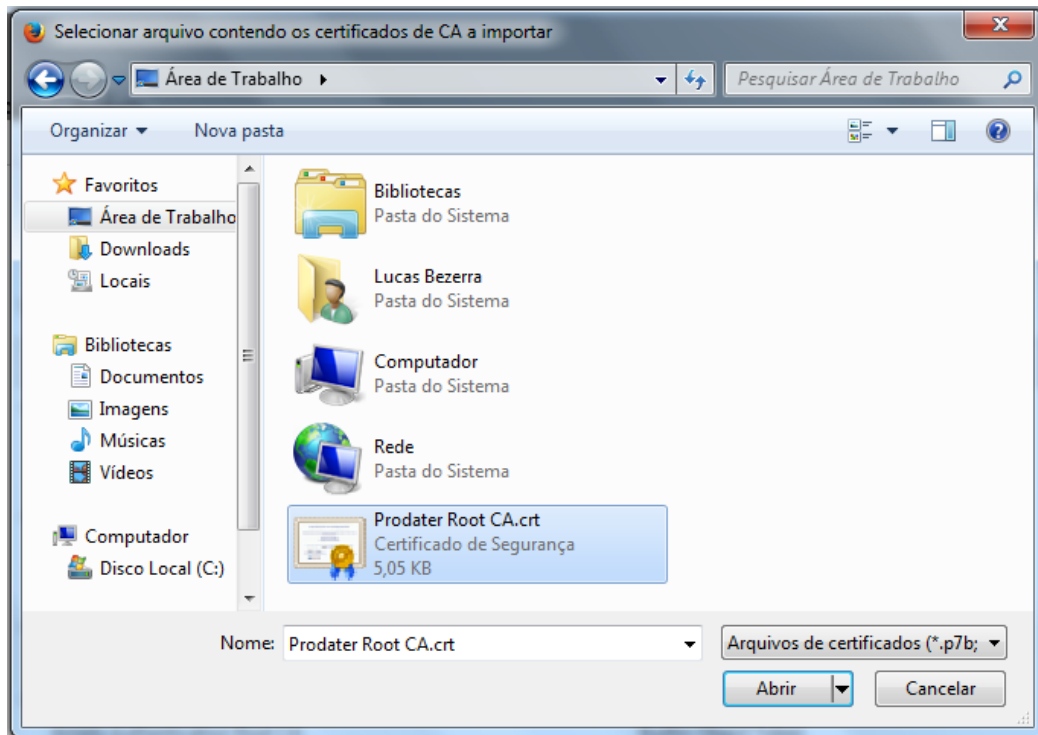 Selecionar arquivo contendo os certificados de CA a importar
Área de Trabalho
Pesquisar Área de Trabalho
Organizar
Nova pasta
Favoritos
Área de Trabalho
Downloads
Locais
Bibliotecas
Documentos
Imagens
Músicas
Vídeos
Computador
Disco Local (C:)
Bibliotecas
Pasta do Sistema
Lucas Bezerra
Pasta do Sistema
Computador
Pasta do Sistema
Rede
Pasta do Sistema
Prodater Root CA.crt
Certificado de Segurança
5,05 KB
Nome: Prodater Root CA.crt
Arquivos de certificados (*.p7b;
Abrir
Cancelar